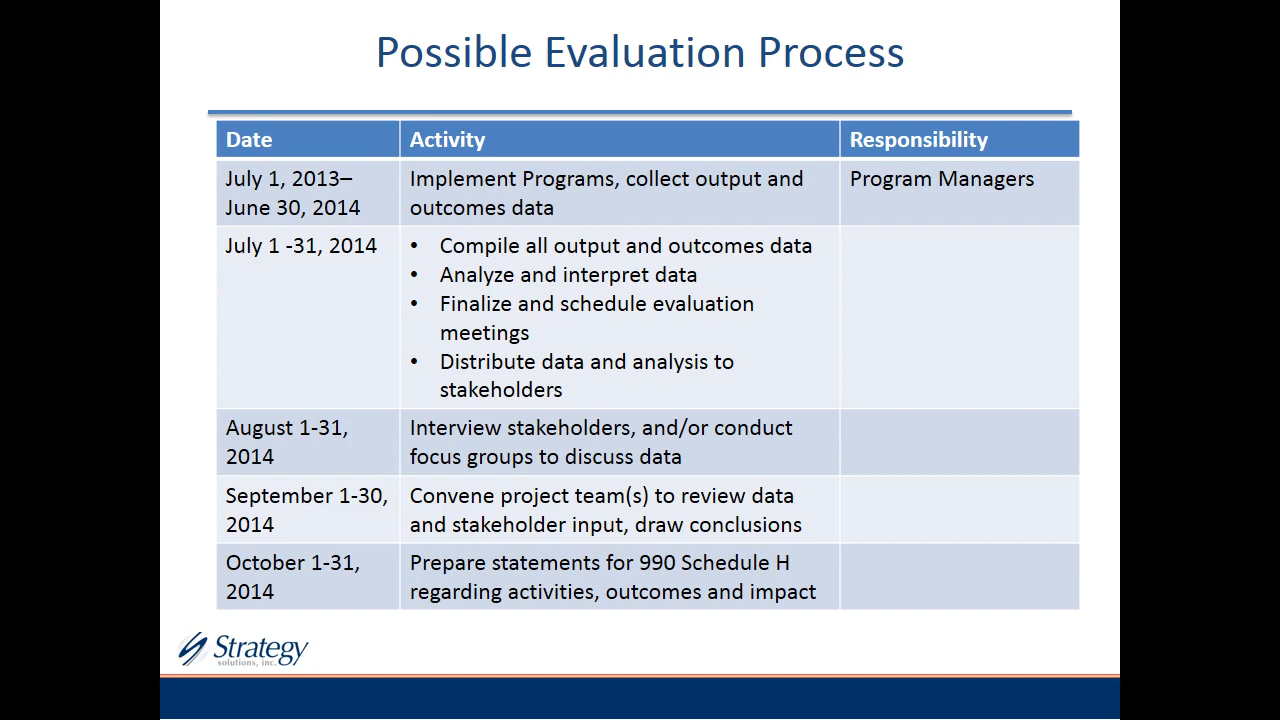 Possible Evaluation Process
Date Activity Responsibility
July 1, 2013– Implement Programs, collect output and Program Managers
June 30, 2014 outcomes data
July 1 -31, 2014 • Compile all output and outcomes data
• Analyze and interpret data
• Finalize and schedule evaluation
meetings
• Distribute data and analysis to
stakeholders
August 1-31, Interview stakeholders, and/or conduct
2014 focus groups to discuss data
September 1-30, Convene project team(s) to review data
2014 and stakeholder input, draw conclusions
October 1-31, Prepare statements for 990 Schedule H
2014 regarding activities, outcomes and impact
Strategy
solutions, inc.